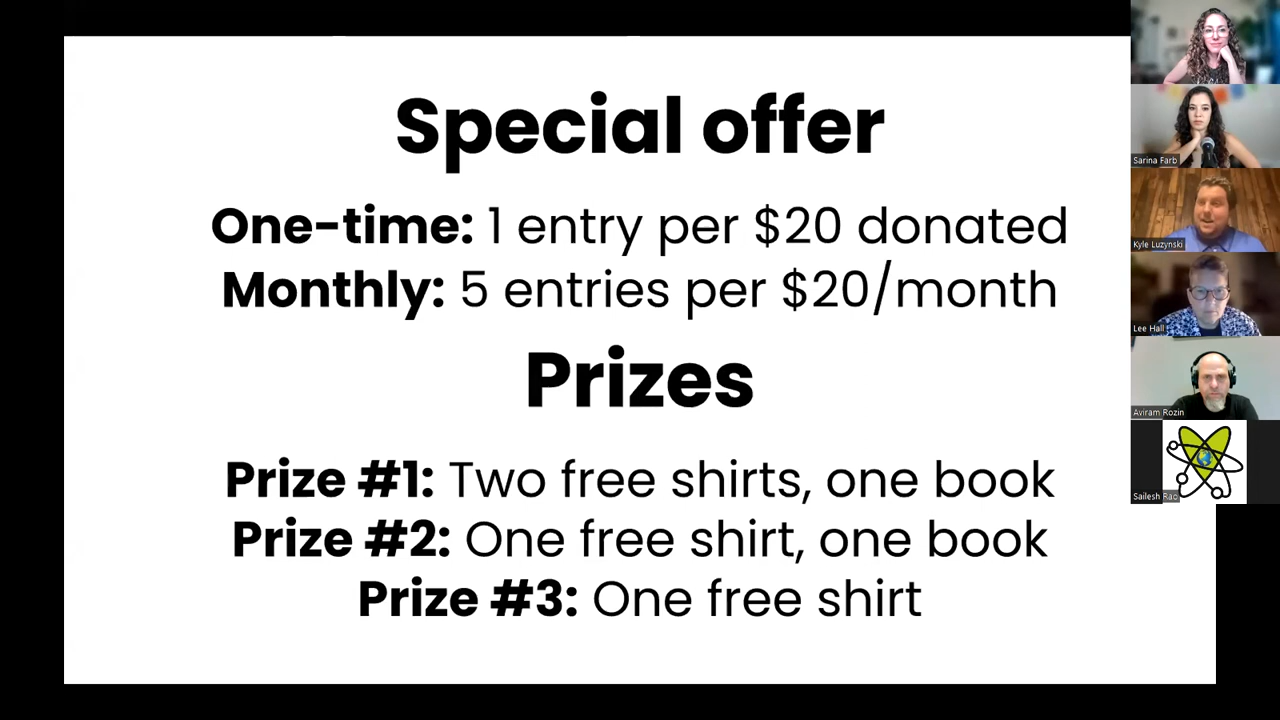 Special offer
One-time: 1 entry per $20 donated
Monthly: 5 entries per $20/month
Prizes
Prize #1: Two free shirts, one book
Prize #2: One free shirt, one book
Prize #3: One free shirt
Sarina Farb
Kyle Luzynski
Lee Hall
Aviram Rozin
Sailesh Rao